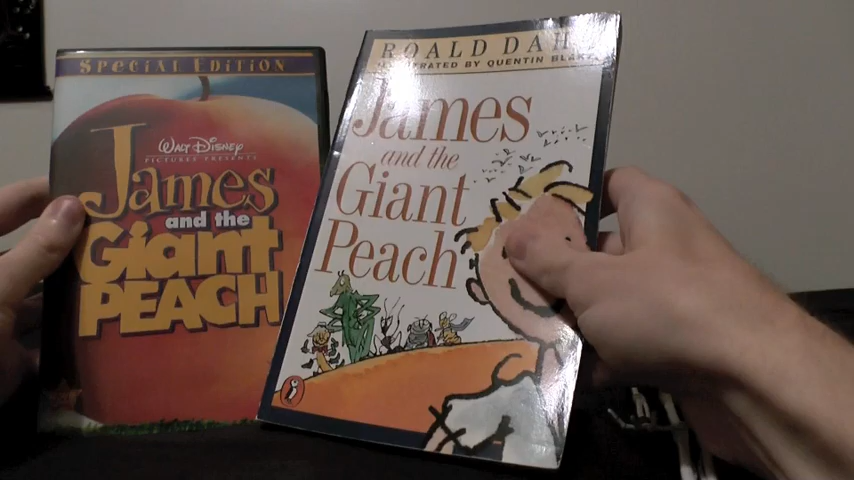 SPECIAL EDITION
WALT DISNEY
PICTURES PRESENTS
James
and the
Giant
PEACH
ROALD DAH
ILLUSTRATED BY QUENTIN BLAKE
James
and the
Giant
Peach